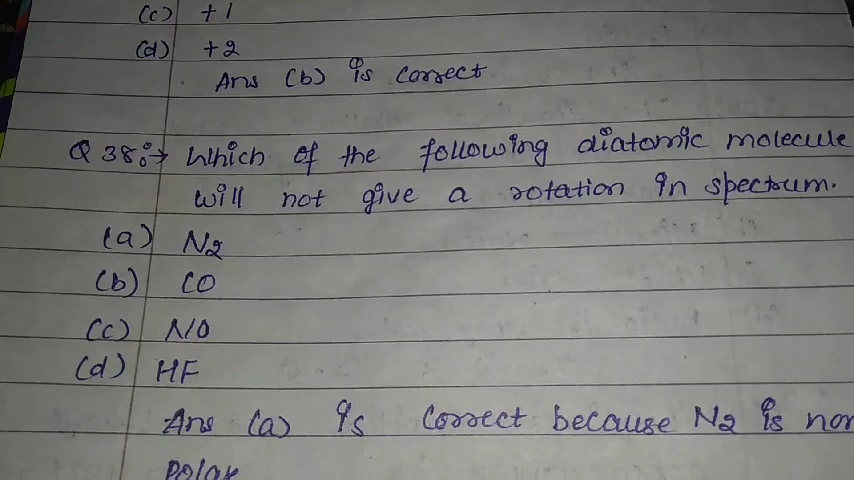 (c) +1
(d) +2
Ans (b) is correct
Q 38:→ Which of the following diatomic molecule
will not give a rotation in spectrum.
(a) N2
(b) CO
(c) NO
(d) HF
Ans (a) is correct because N2 is non
Polar